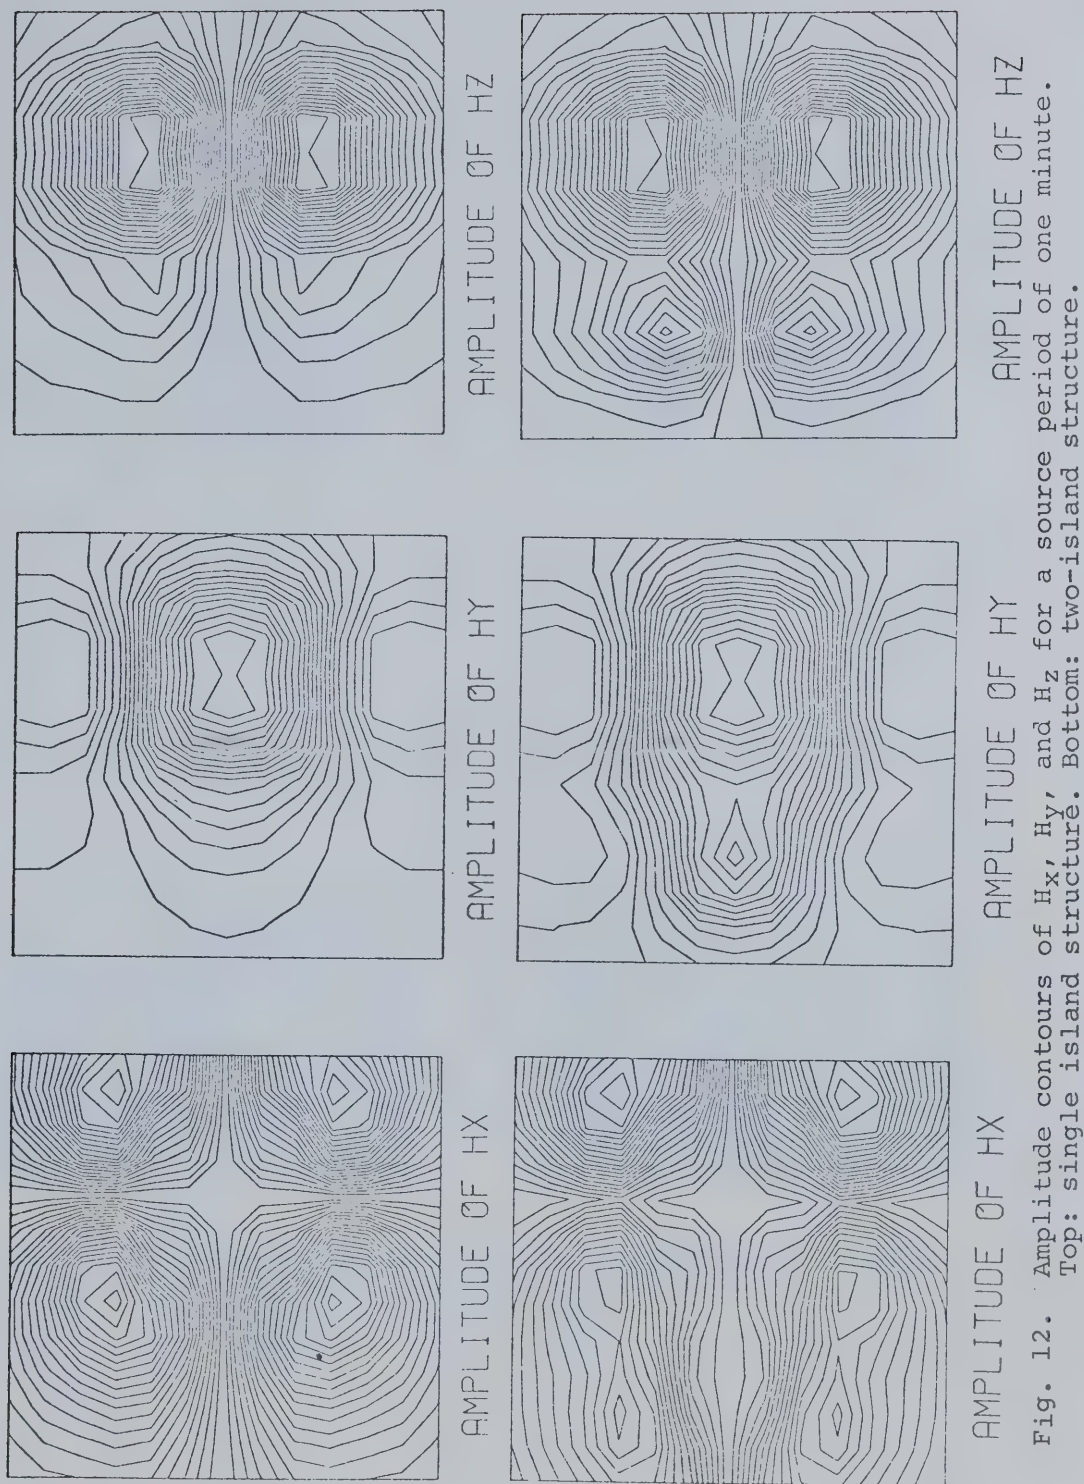 AMPLITUDE OF HX
AMPLITUDE OF HY
AMPLITUDE OF HZ
AMPLITUDE OF HX
AMPLITUDE OF HY
AMPLITUDE OF HZ
Fig. 12. Amplitude contours of Hx, Hy, and Hz for a source period of one minute.
Top: single island structure. Bottom: two-island structure.